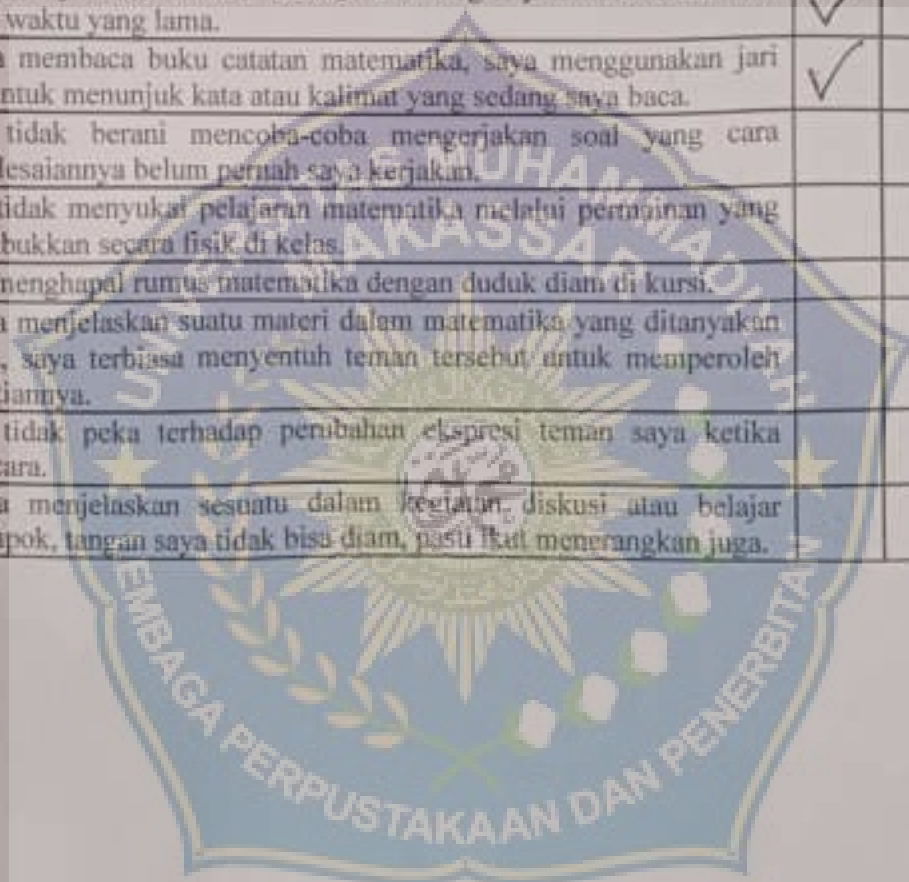 waktu yang lama.
membaca buku catatan matematika, saya menggunakan jari
ntuk menunjuk kata atau kalimat yang sedang saya baca.
tidak berani mencoba-coba mengerjakan soal yang cara
lesaiannya belum pernah saya kerjakan.
tidak menyukai pelajaran matematika melalui permainan yang
bukkan secara fisik di kelas.
menghapal rumus matematika dengan duduk diam di kursi.
a menjelaskan suatu materi dalam matematika yang ditanyakan
, saya terbiasa menyentuh teman tersebut untuk memperoleh
iannya.
tidak peka terhadap perubahan ekspresi teman saya ketika
cara.
a menjelaskan sesuatu dalam kegiatan diskusi atau belajar
npok, tangan saya tidak bisa diam, pasti ikut menerangkan juga.
UNIVERSITAS MUHAMMADIYAH
MAKASSAR
LEMBAGA PERPUSTAKAAN DAN PENERBITAN